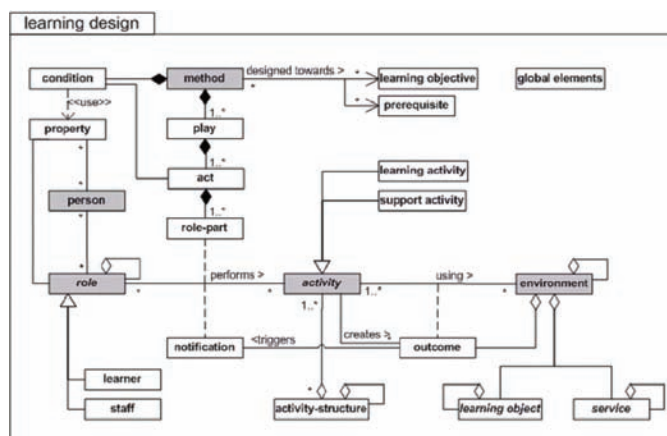 learning design
condition
method
designed towards >
*
*
learning objective
global elements
<<use>>
*
prerequisite
property
1..*
play
*
1..*
act
learning activity
*
person
support activity
*
1..*
role-part
*
role
performs >
activity
using >
environment
*
*
1..*
*
1..*
notification
<triggers
creates >
*
outcome
learner
*
staff
activity-structure
learning object
service